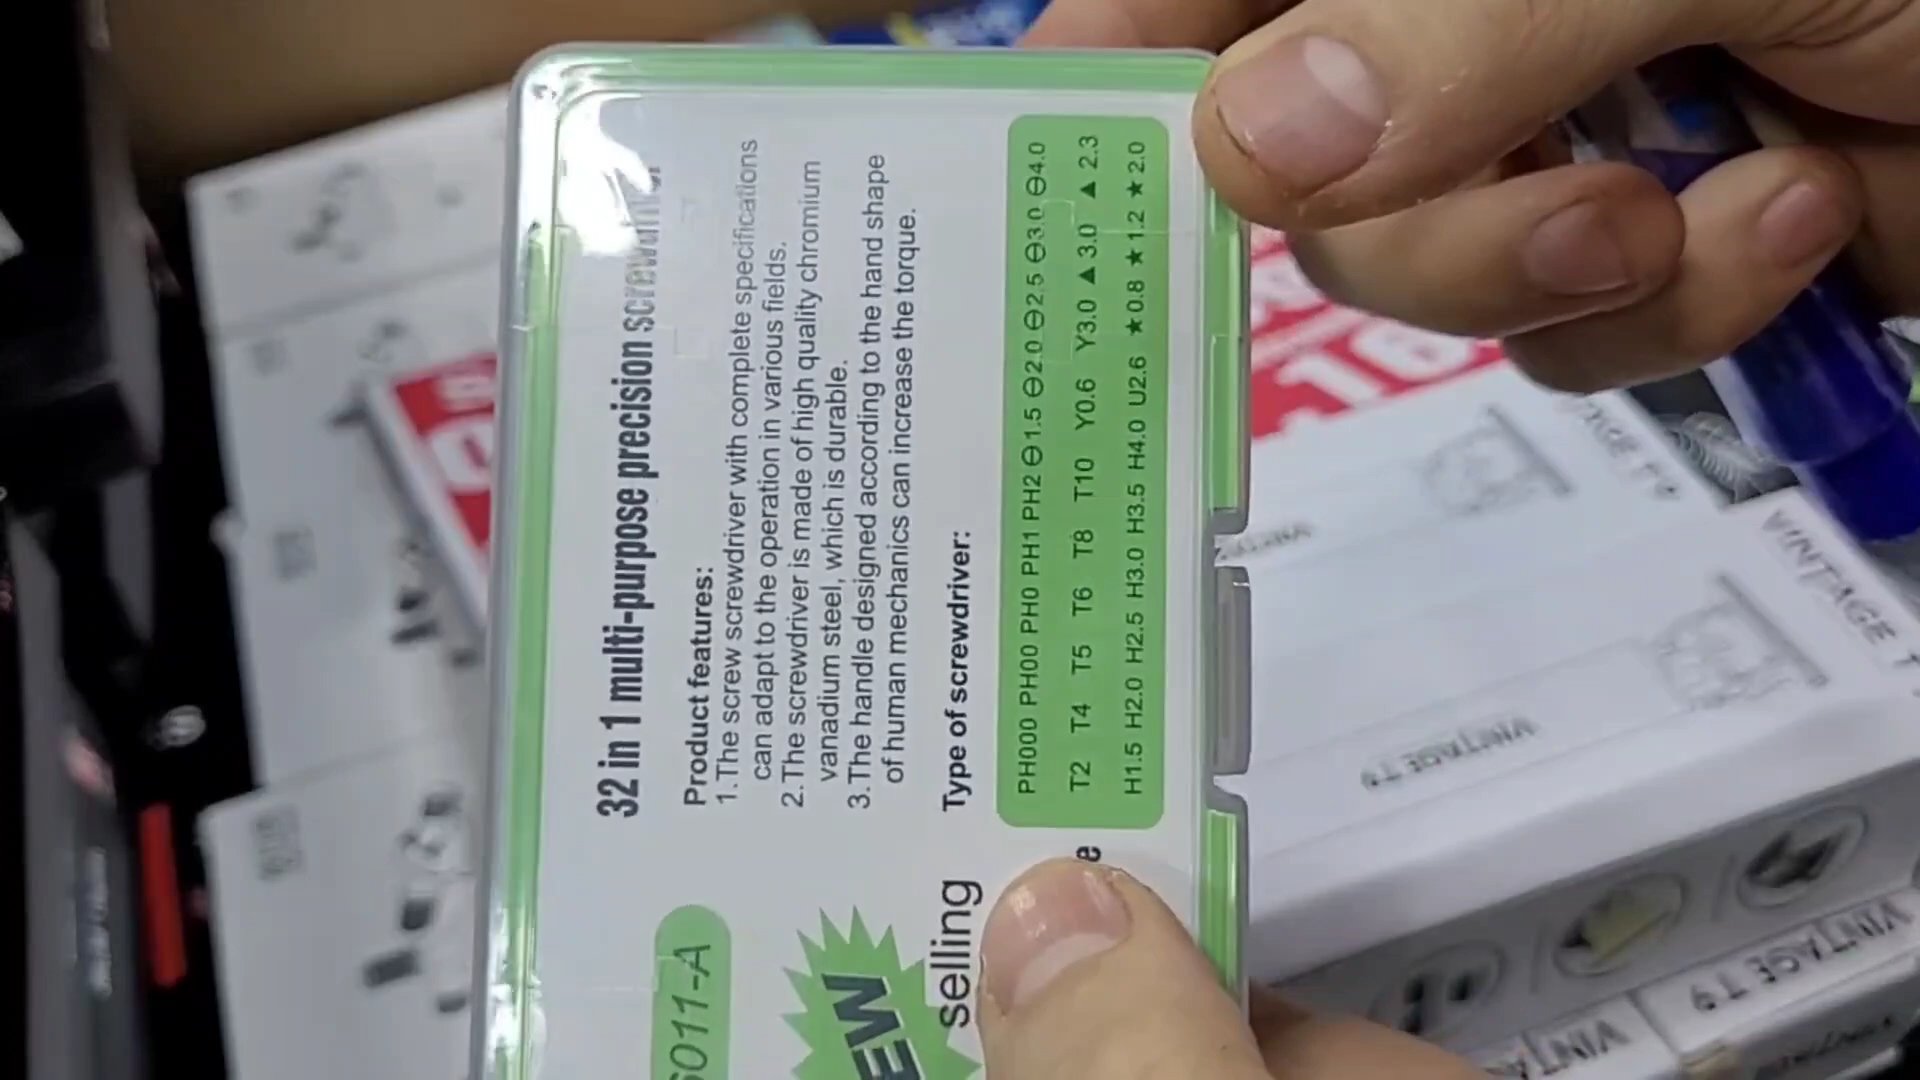 32 in 1 multi-purpose precision screwdriver
Product features:
1.The screw screwdriver with complete specifications
can adapt to the operation in various fields.
2.The screwdriver is made of high quality chromium
vanadium steel, which is durable.
3.The handle designed according to the hand shape
of human mechanics can increase the torque.
Type of screwdriver:
PH000 PH00 PH0 PH0 PH1 PH2 ⊖1.5 ⊖2.0 ⊖2.5 ⊖3.0 ⊖4.0
T2 T4 T5 T6 T8 T10 Y0.6 Y3.0 ▲3.0 ▲2.3
H1.5 H2.0 H2.5 H3.0 H3.5 H4.0 U2.6 ★0.8 ★1.2 ★2.0
6011-A
EW
selling
e
VINTAGE T9
VINTAGE T
VINTAGE T9
VINTAGE